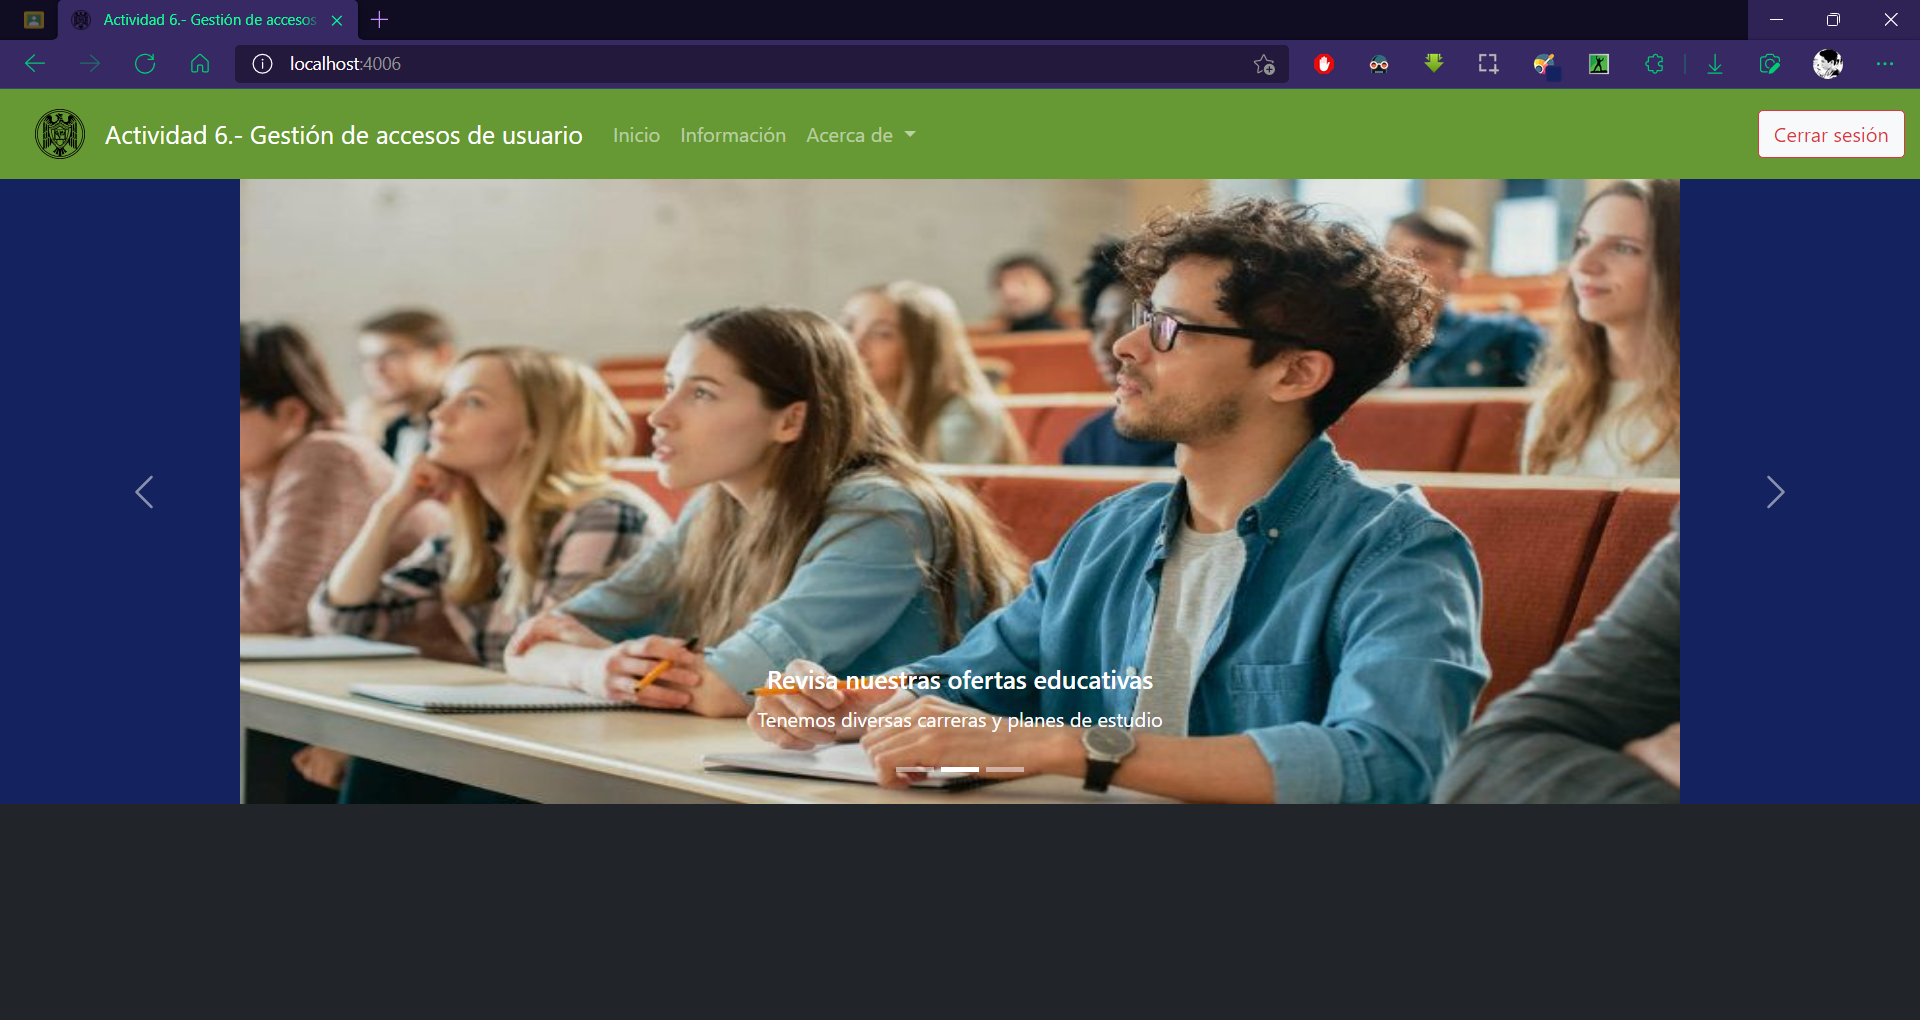 Actividad 6.- Gestión de accesos
localhost:4006
Actividad 6.- Gestión de accesos de usuario
Inicio
Información
Acerca de
Cerrar sesión
Revisa nuestras ofertas educativas
Tenemos diversas carreras y planes de estudio